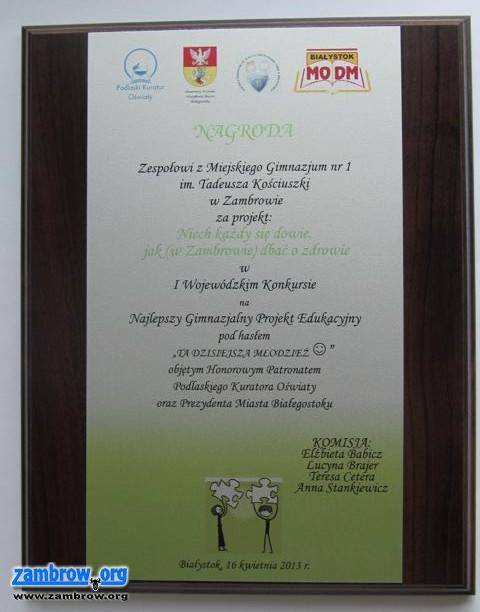 Podlaski Kurator
Oświaty
BIAŁYSTOK
MODM
NAGRODA
Zespołowi z Miejskiego Gimnazjum nr 1
im. Tadeusza Kościuszki
w Zambrowie
za projekt:
Niech każdy się dowie,
jak (w Zambrowie) dbać o zdrowie
w
I Wojewódzkim Konkursie
na
Najlepszy Gimnazjalny Projekt Edukacyjny
pod hasłem
„TA DZISIEJSZA MŁODZIEŻ ☺”
objętym Honorowym Patronatem
Podlaskiego Kuratora Oświaty
oraz Prezydenta Miasta Białegostoku
KOMISJA:
Elżbieta Babicz
Lucyna Brajer
Teresa Cetera
Anna Stankiewicz
Białystok, 16 kwietnia 2013 r.
zambrow.org
www.zambrow.org